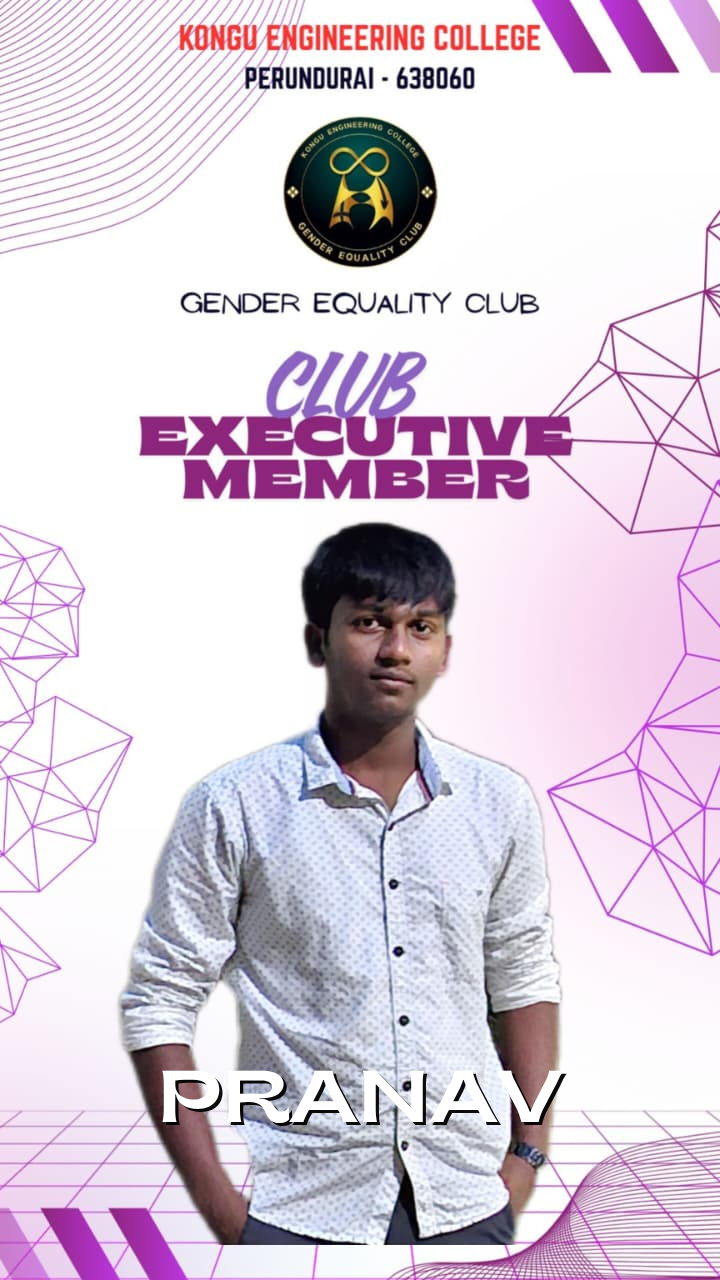 KONGU ENGINEERING COLLEGE
PERUNDURAI - 638060
KONGU ENGINEERING COLLEGE
GENDER EQUALITY CLUB
GENDER EQUALITY CLUB
CLUB
EXECUTIVE
MEMBER
PRANAV